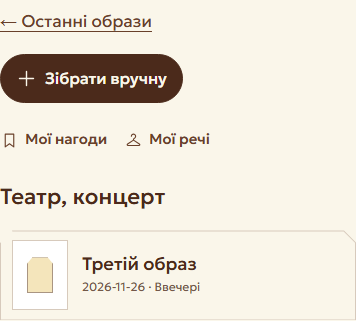 ← Останні образи
Зібрати вручну
Мої нагоди Мої речі
Театр, концерт
Третій образ
2026-11-26 · Ввечері